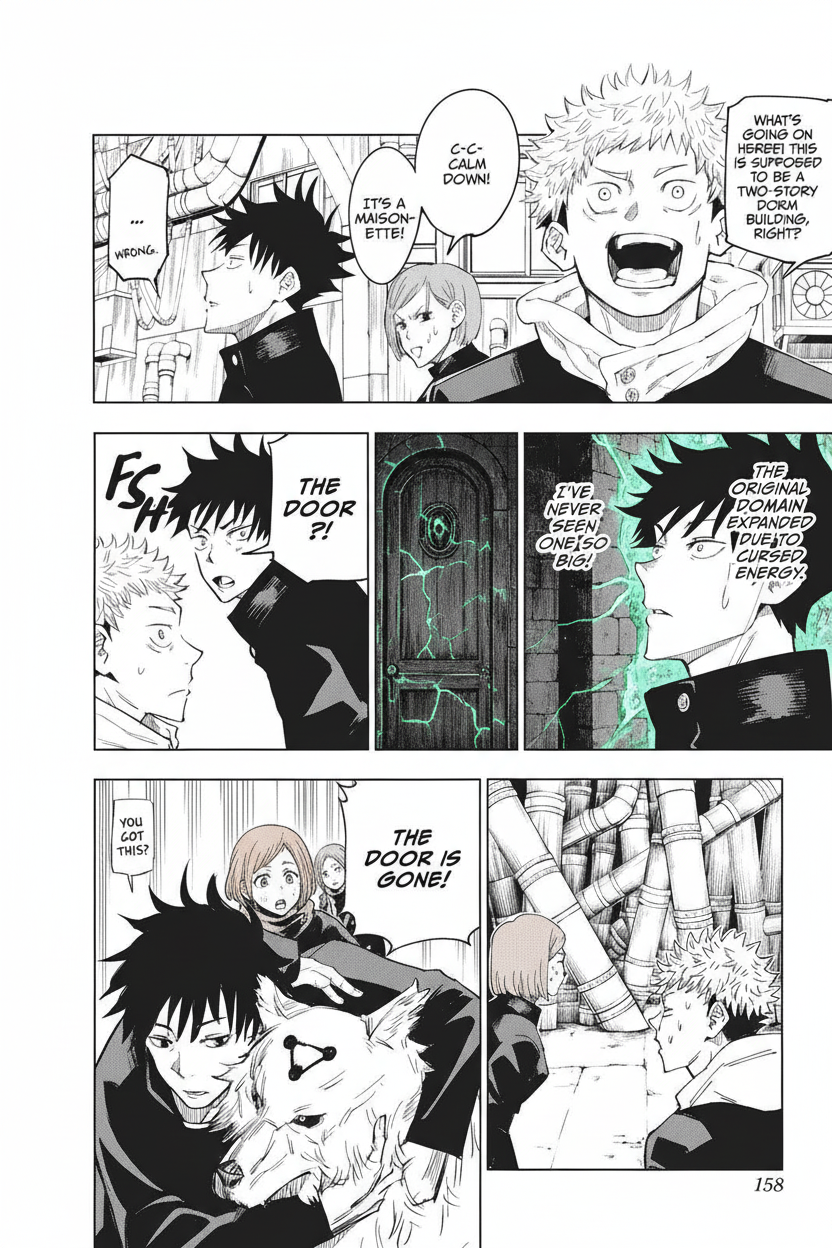 WHAT'S
GOING ON
HERE?! THIS
IS SUPPOSED
TO BE A
TWO-STORY
DORM
BUILDING,
RIGHT?
C-C-
CALM
DOWN!
IT'S A
MAISON-
ETTE!
...
WRONG.
THE
ORIGINAL
DOMAIN
EXPANDED
DUE TO
CURSED
ENERGY.
I'VE
NEVER
SEEN
ONE SO
BIG!
THE
DOOR
?!
FSH
THE
DOOR IS
GONE!
YOU
GOT
THIS?
158